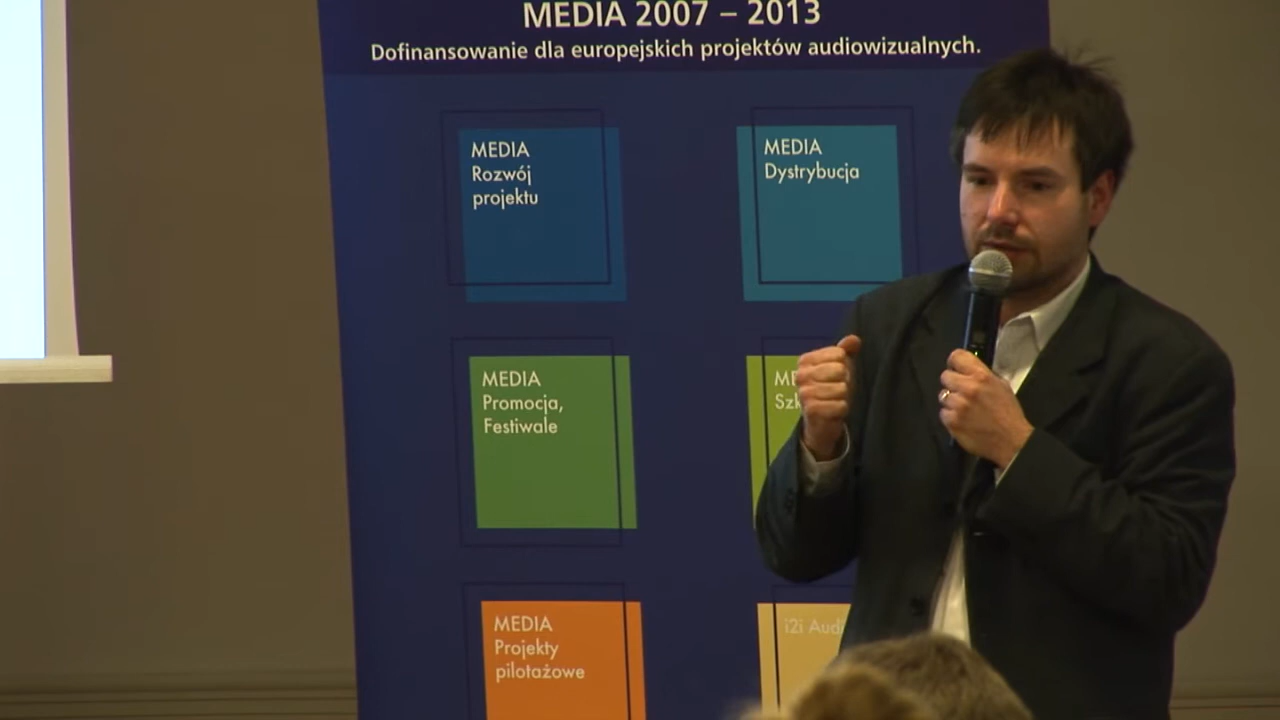 MEDIA 2007 – 2013
Dofinansowanie dla europejskich projektów audiowizualnych.
MEDIA
Rozwój
projektu
MEDIA
Dystrybucja
MEDIA
Promocja,
Festiwale
MEDIA
Projekty
pilotażowe
i2i